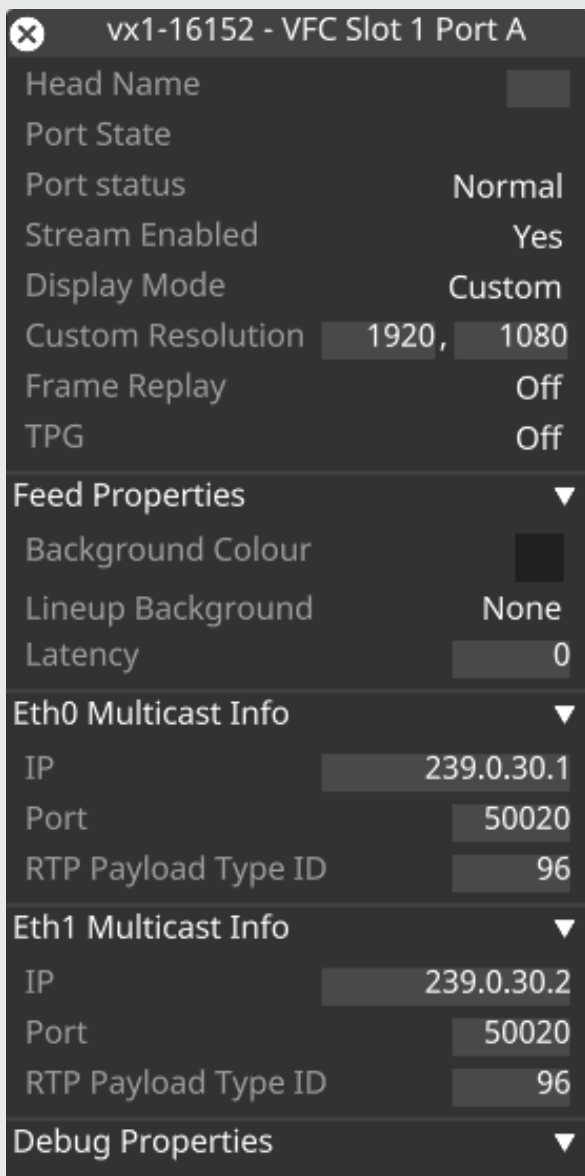 vx1-16152 - VFC Slot 1 Port A
Head Name
Port State
Port status Normal
Stream Enabled Yes
Display Mode Custom
Custom Resolution 1920, 1080
Frame Replay Off
TPG Off
Feed Properties
Background Colour
Lineup Background None
Latency 0
Eth0 Multicast Info
IP 239.0.30.1
Port 50020
RTP Payload Type ID 96
Eth1 Multicast Info
IP 239.0.30.2
Port 50020
RTP Payload Type ID 96
Debug Properties